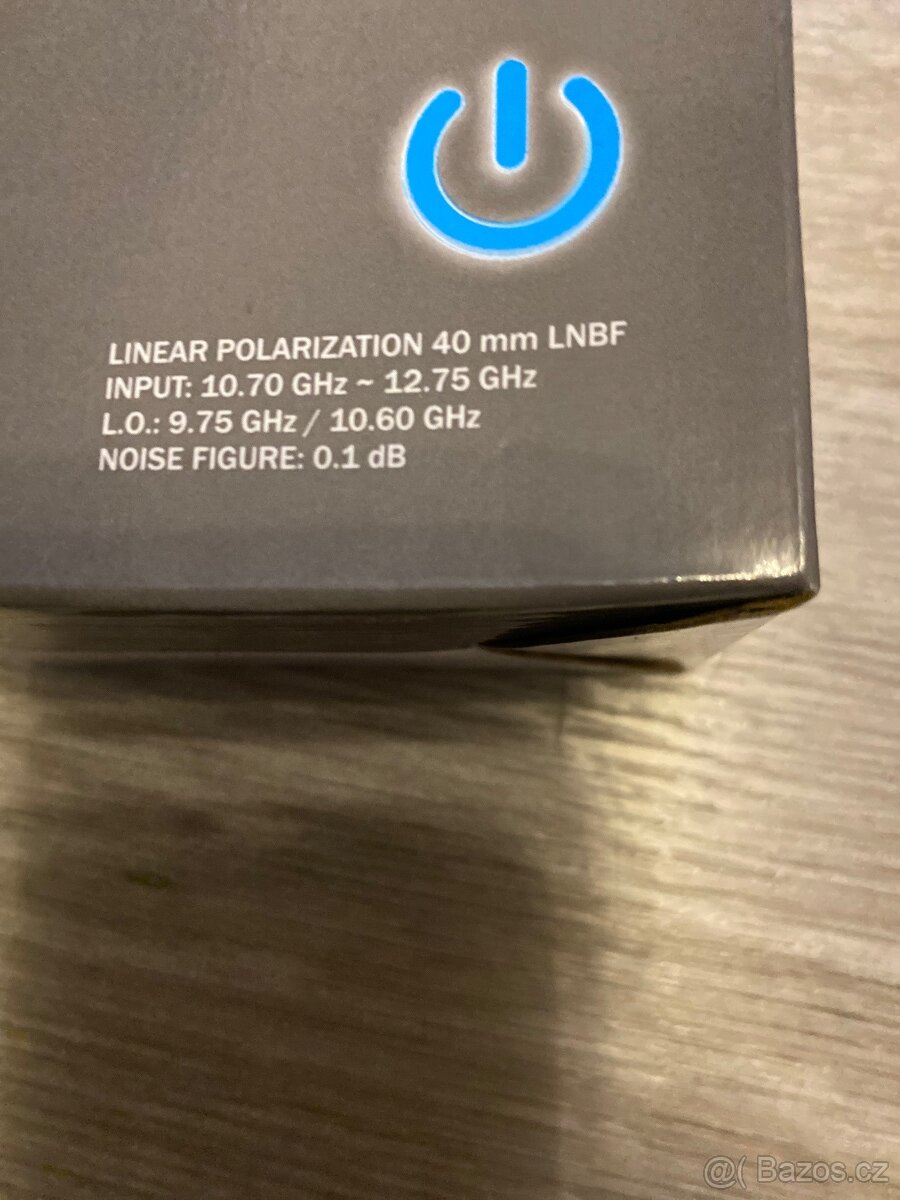 LINEAR POLARIZATION 40 mm LNBF
INPUT: 10.70 GHz ~ 12.75 GHz
L.O.: 9.75 GHz / 10.60 GHz
NOISE FIGURE: 0.1 dB
@( Bazos.cz